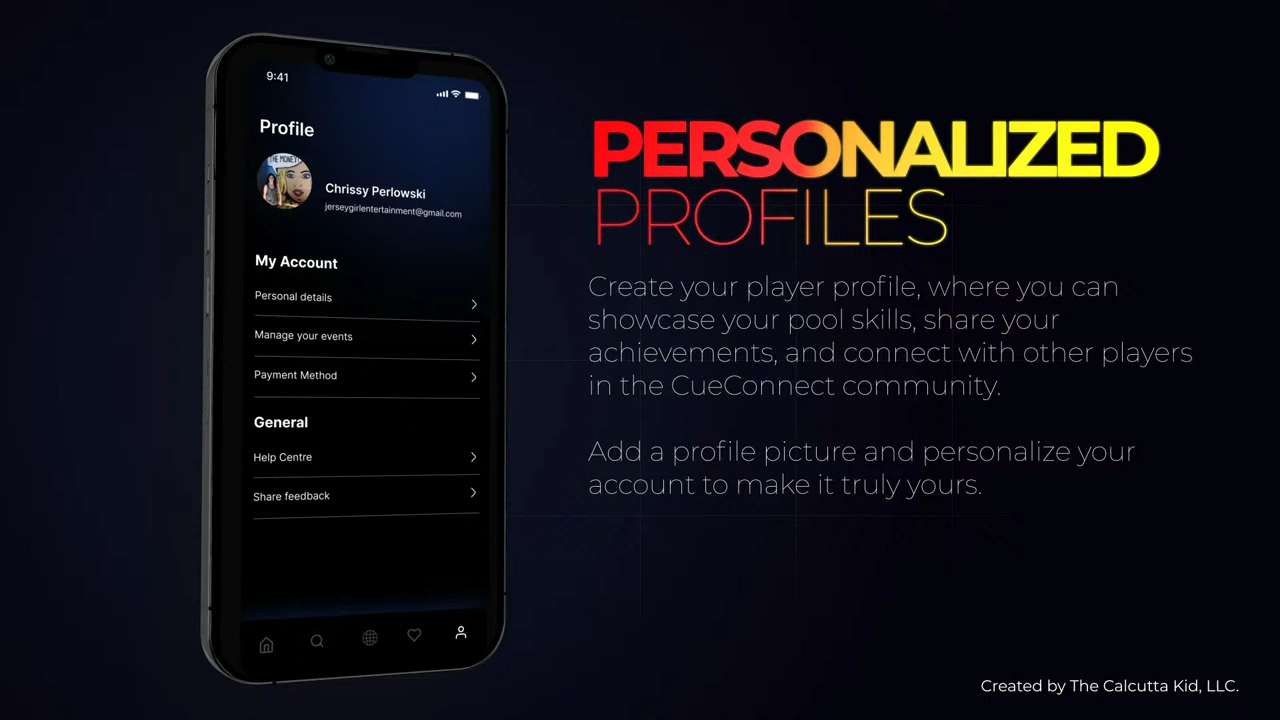 9:41
Profile
THE MONEY!
Chrissy Perlowski
jerseygirlentertainment@gmail.com
My Account
Personal details
Manage your events
Payment Method
General
Help Centre
Share feedback
PERSONALIZED
PROFILES
Create your player profile, where you can
showcase your pool skills, share your
achievements, and connect with other players
in the CueConnect community.
Add a profile picture and personalize your
account to make it truly yours.
Created by The Calcutta Kid, LLC.